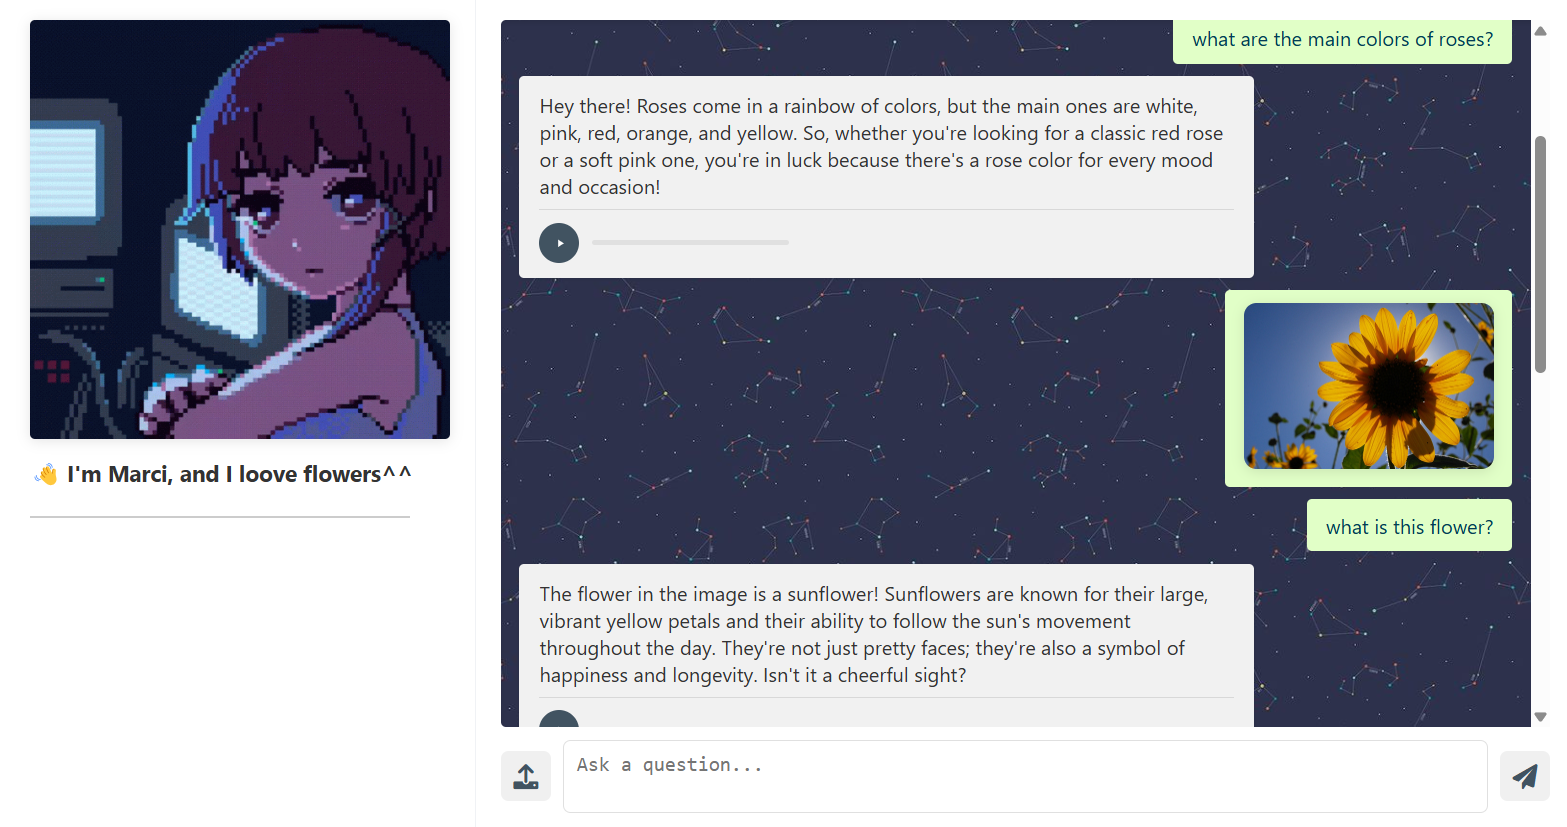 👋 I'm Marci, and I loove flowers^^
what are the main colors of roses?
Hey there! Roses come in a rainbow of colors, but the main ones are white,
pink, red, orange, and yellow. So, whether you're looking for a classic red rose
or a soft pink one, you're in luck because there's a rose color for every mood
and occasion!
what is this flower?
The flower in the image is a sunflower! Sunflowers are known for their large,
vibrant yellow petals and their ability to follow the sun's movement
throughout the day. They're not just pretty faces; they're also a symbol of
happiness and longevity. Isn't it a cheerful sight?
Ask a question...